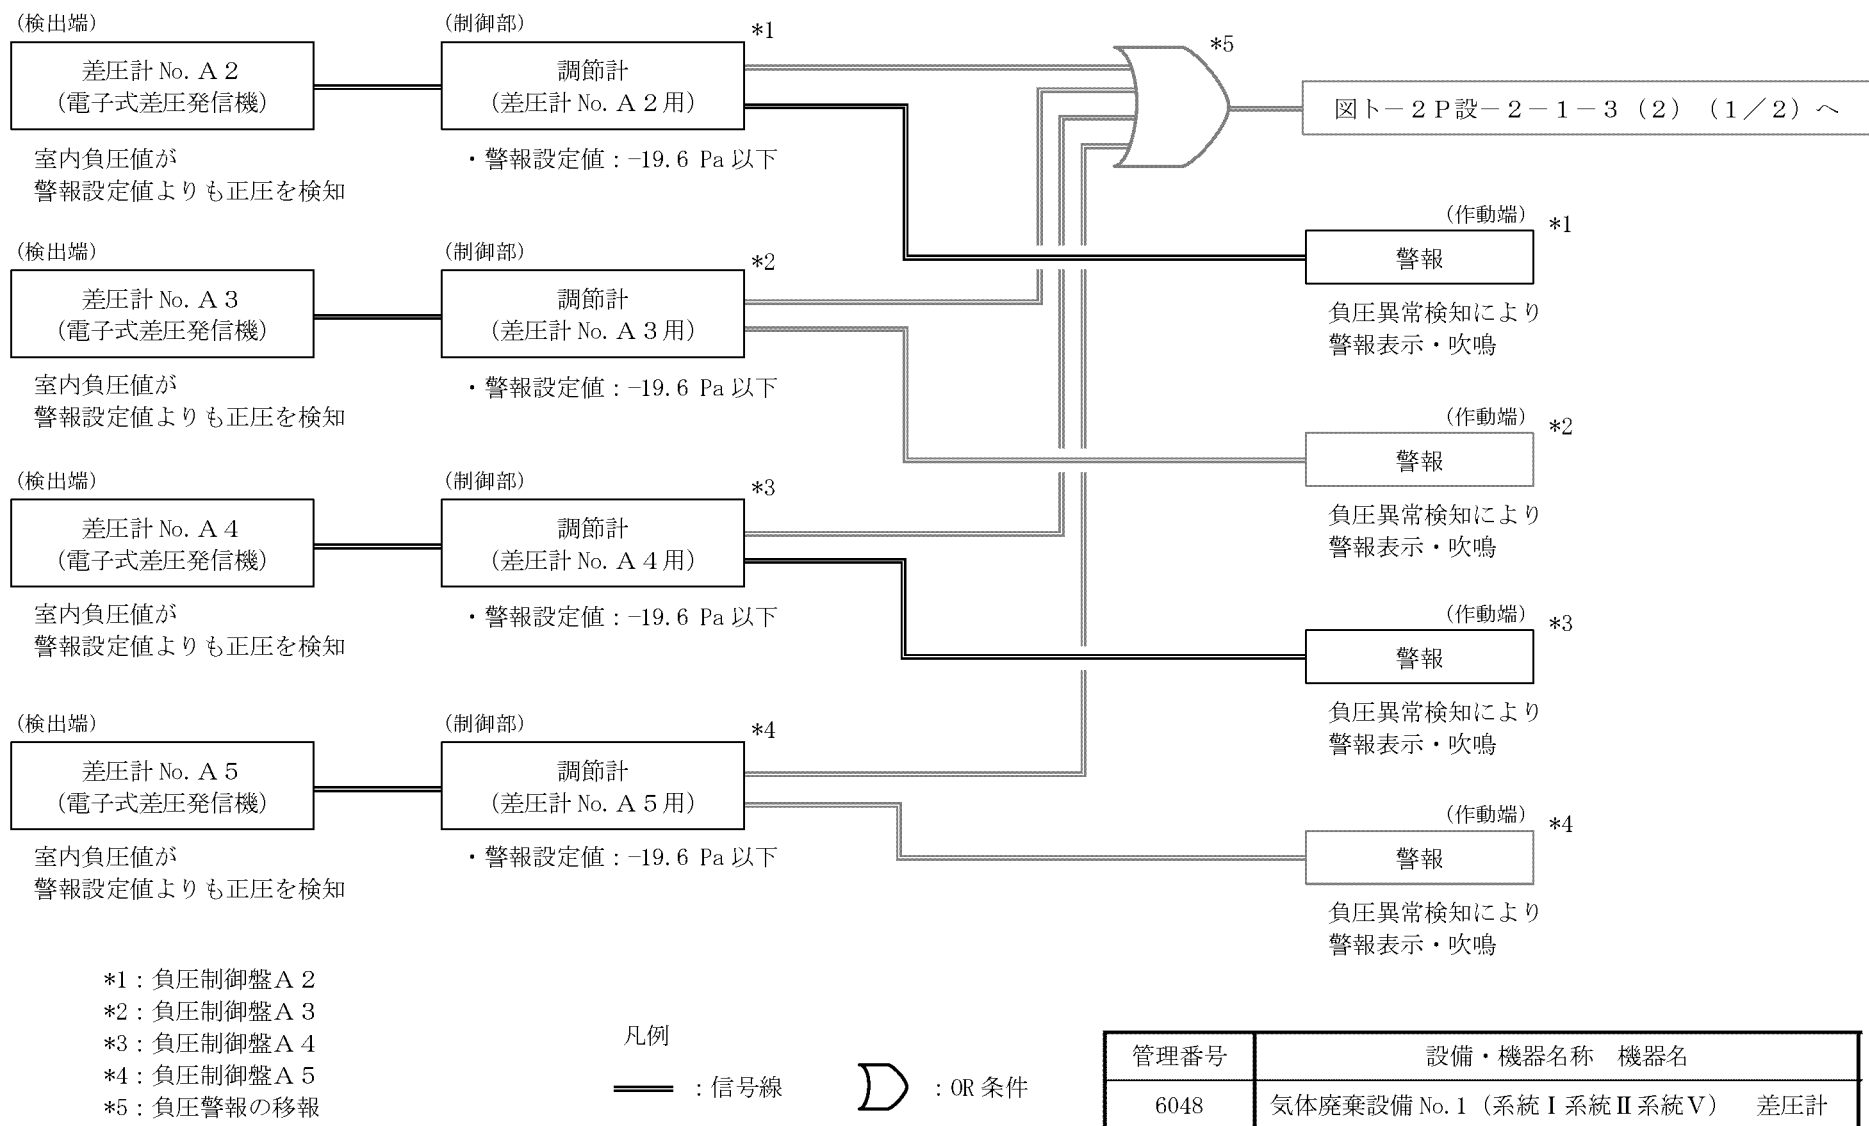 (検出端)
(制御部)
*1
*5
差圧計 No. A 2
(電子式差圧発信機)
調節計
(差圧計 No. A 2 用)
図ト－2 P設－2－1－3 (2) (1／2) へ
室内負圧値が
警報設定値よりも正圧を検知
・警報設定値：-19.6 Pa 以下
(作動端)
*1
警報
負圧異常検知により
警報表示・吹鳴
(検出端)
(制御部)
*2
差圧計 No. A 3
(電子式差圧発信機)
調節計
(差圧計 No. A 3 用)
室内負圧値が
警報設定値よりも正圧を検知
・警報設定値：-19.6 Pa 以下
(作動端)
*2
警報
負圧異常検知により
警報表示・吹鳴
(検出端)
(制御部)
*3
差圧計 No. A 4
(電子式差圧発信機)
調節計
(差圧計 No. A 4 用)
室内負圧値が
警報設定値よりも正圧を検知
・警報設定値：-19.6 Pa 以下
(作動端)
*3
警報
負圧異常検知により
警報表示・吹鳴
(検出端)
(制御部)
*4
差圧計 No. A 5
(電子式差圧発信機)
調節計
(差圧計 No. A 5 用)
室内負圧値が
警報設定値よりも正圧を検知
・警報設定値：-19.6 Pa 以下
(作動端)
*4
警報
負圧異常検知により
警報表示・吹鳴
*1：負圧制御盤A 2
*2：負圧制御盤A 3
*3：負圧制御盤A 4
*4：負圧制御盤A 5
*5：負圧警報の移報
凡例
：信号線
：OR 条件
管理番号
設備・機器名称　機器名
6048
気体廃棄設備 No. 1 (系統Ⅰ系統Ⅱ系統Ⅴ)　差圧計